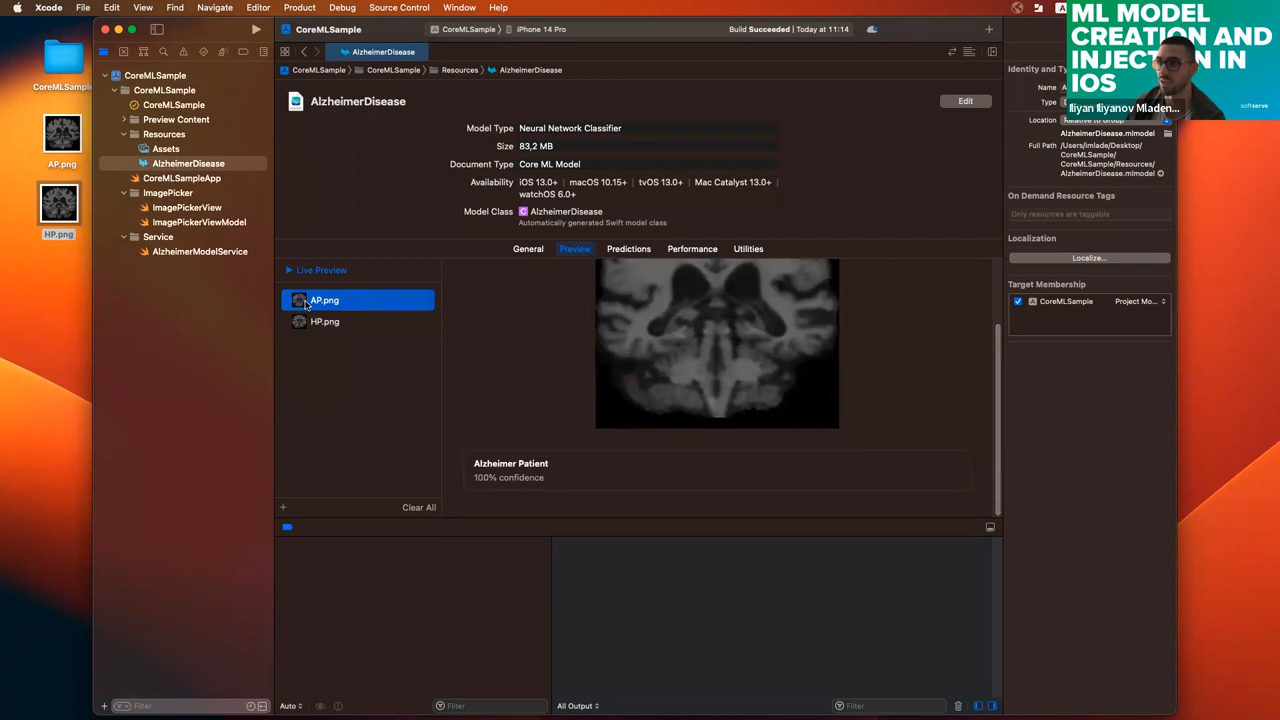 Xcode File Edit View Find Navigate Editor Product Debug Source Control Window Help
ML MODEL
CREATION AND
INJECTION IN
IOS
Iliyan Iliyanov Mladen...
softserve
CoreMLSample
AP.png
HP.png
CoreMLSample
CoreMLSample
CoreMLSample
Preview Content
Resources
Assets
AlzheimerDisease
CoreMLSampleApp
ImagePicker
ImagePickerView
ImagePickerViewModel
Service
AlzheimerModelService
Filter
CoreMLSample
CoreMLSample
iPhone 14 Pro
Build Succeeded | Today at 11:14
AlzheimerDisease
CoreMLSample
CoreMLSample
Resources
AlzheimerDisease
AlzheimerDisease
Edit
Model Type Neural Network Classifier
Size 83,2 MB
Document Type Core ML Model
Availability iOS 13.0+ | macOS 10.15+ | tvOS 13.0+ | Mac Catalyst 13.0+ |
watchOS 6.0+
Model Class C AlzheimerDisease
Automatically generated Swift model class
General Preview Predictions Performance Utilities
Live Preview
AP.png
HP.png
Clear All
Alzheimer Patient
100% confidence
Auto
Filter
All Output
Filter
Identity and Ty
Location
AlzheimerDisease.mlmodel
Full Path /Users/imlade/Desktop/
CoreMLSample/
CoreMLSample/Resources/
AlzheimerDisease.mlmodel
On Demand Resource Tags
Only resources are taggable
Localization
Localize...
Target Membership
CoreMLSample Project Mo...